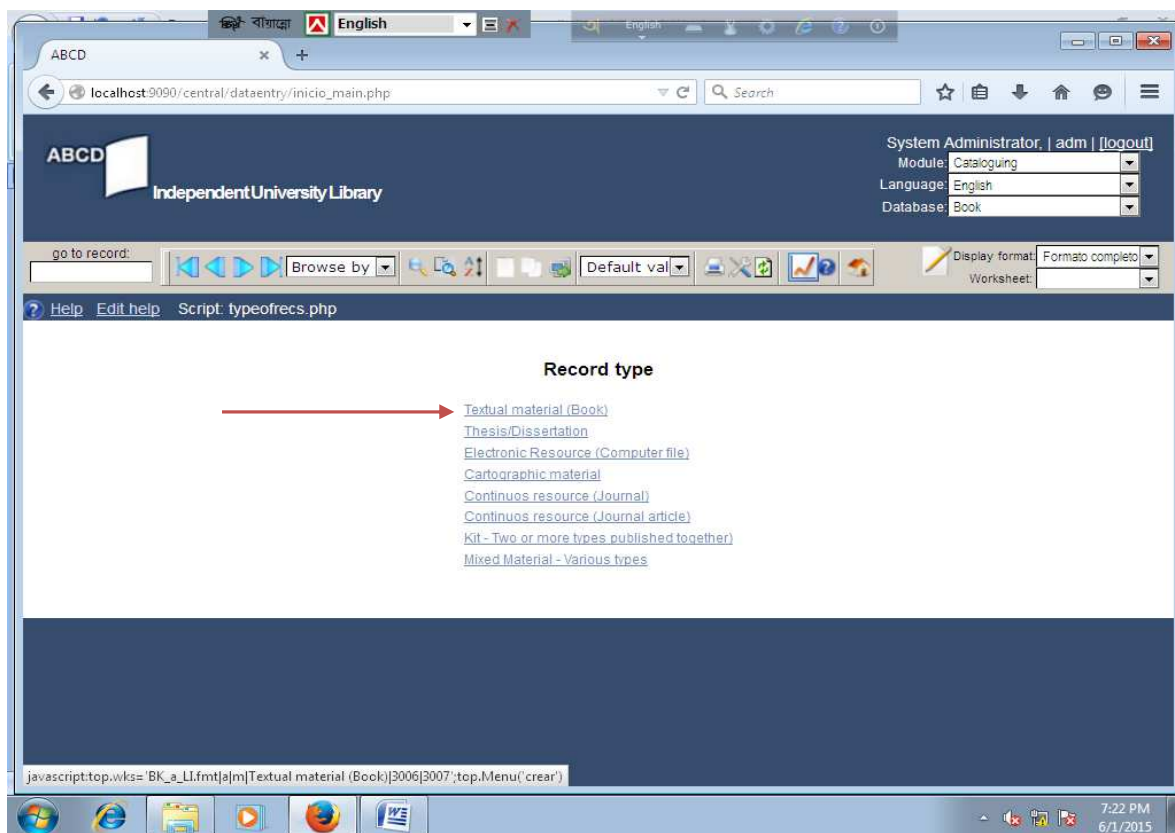 বায়ান্নো English
English
ABCD
localhost:9090/central/dataentry/inicio_main.php
Search
ABCD
Independent University Library
System Administrator, | adm | [logout]
Module: Cataloguing
Language: English
Database: Book
go to record:
Browse by
Default val
Display format: Formato completo
Worksheet:
Help Edit help Script: typeofrecs.php
Record type
Textual material (Book)
Thesis/Dissertation
Electronic Resource (Computer file)
Cartographic material
Continuos resource (Journal)
Continuos resource (Journal article)
Kit - Two or more types published together)
Mixed Material - Various types
javascript:top.wks='BK_a_LI.fmt|a|m|Textual material (Book)|3006|3007';top.Menu('crear')
7:22 PM
6/1/2015